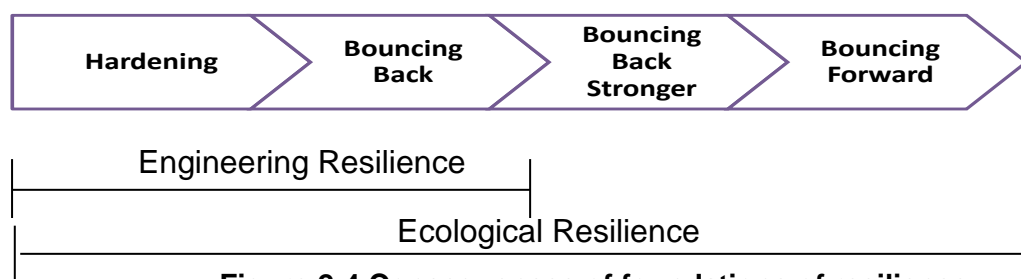 Hardening
Bouncing
Back
Bouncing
Back
Stronger
Bouncing
Forward
Engineering Resilience
Ecological Resilience